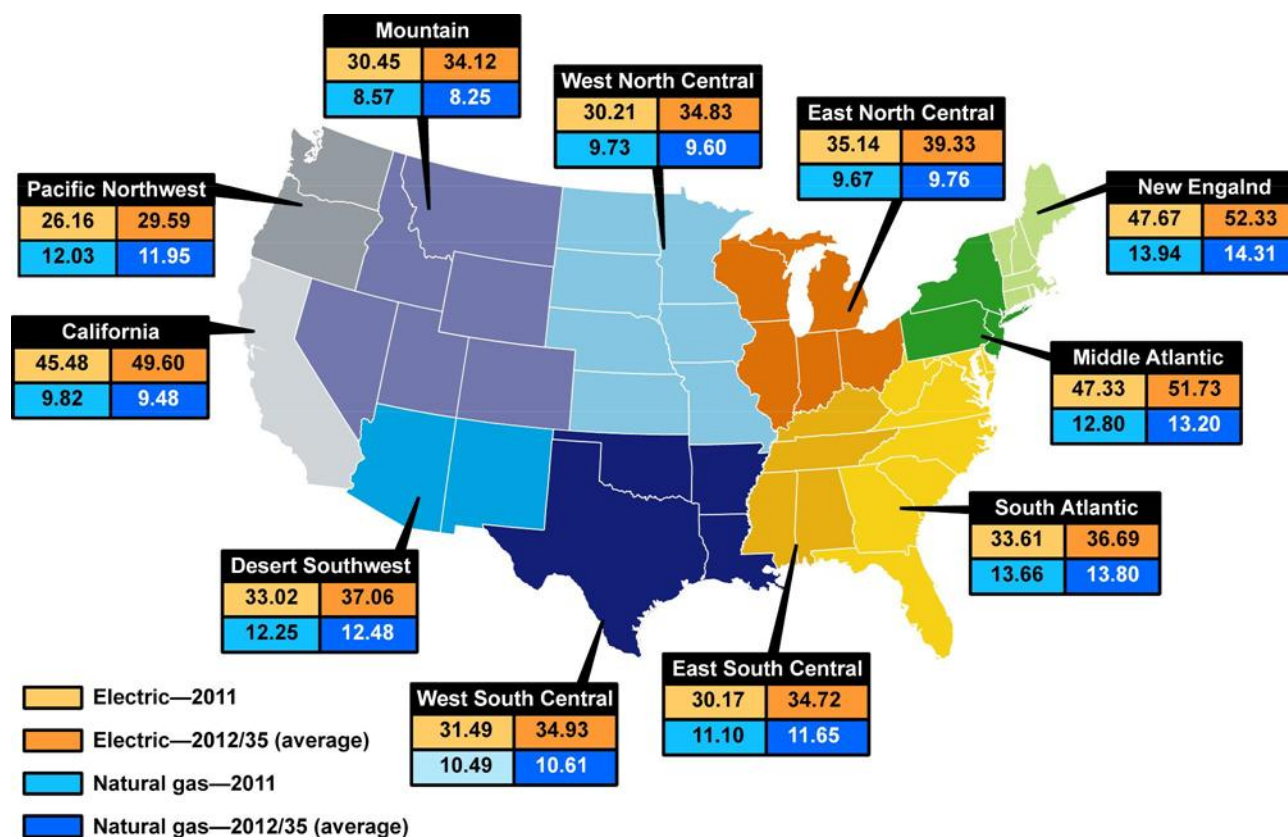 Mountain
30.45 34.12
8.57 8.25
West North Central
30.21 34.83
9.73 9.60
East North Central
35.14 39.33
9.67 9.76
Pacific Northwest
26.16 29.59
12.03 11.95
New Engalnd
47.67 52.33
13.94 14.31
California
45.48 49.60
9.82 9.48
Middle Atlantic
47.33 51.73
12.80 13.20
South Atlantic
33.61 36.69
13.66 13.80
Desert Southwest
33.02 37.06
12.25 12.48
East South Central
30.17 34.72
11.10 11.65
West South Central
31.49 34.93
10.49 10.61
Electric—2011
Electric—2012/35 (average)
Natural gas—2011
Natural gas—2012/35 (average)